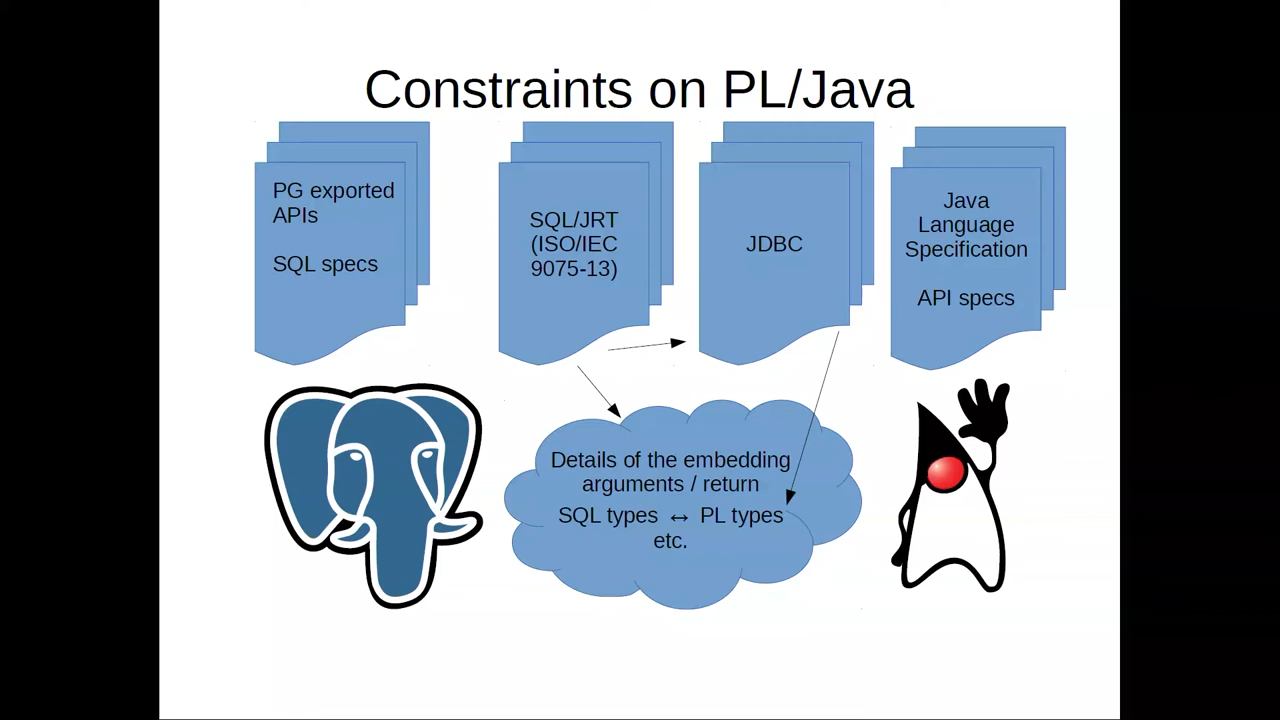 Constraints on PL/Java
PG exported
APIs
SQL specs
SQL/JRT
(ISO/IEC
9075-13)
JDBC
Java
Language
Specification
API specs
Details of the embedding
arguments / return
SQL types ↔ PL types
etc.